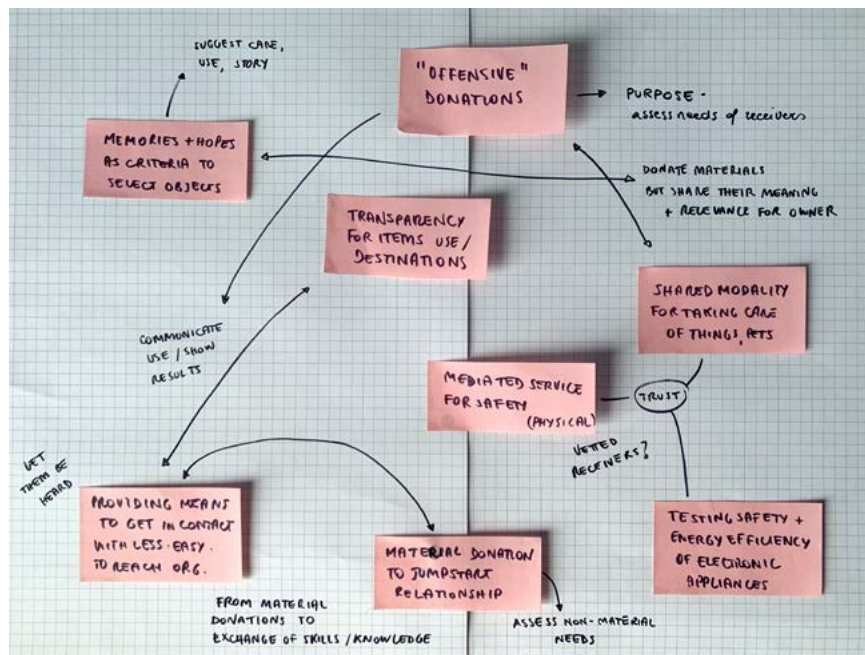 SUGGEST CARE,
USE, STORY
"OFFENSIVE"
DONATIONS
PURPOSE -
assess needs of receivers
MEMORIES + HOPES
AS CRITERIA TO
SELECT OBJECTS
DONATE MATERIALS
BUT SHARE THEIR MEANING
+ RELEVANCE FOR OWNER
TRANSPARENCY
FOR ITEMS USE /
DESTINATIONS
SHARED MODALITY
FOR TAKING CARE
OF THINGS, PETS
COMMUNICATE
USE / SHOW
RESULTS
MEDIATED SERVICE
FOR SAFETY
(PHYSICAL)
TRUST
VETTED
RECEIVERS?
LET
THEM BE
HEARD
PROVIDING MEANS
TO GET IN CONTACT
WITH LESS-EASY-
TO REACH ORG.
MATERIAL DONATION
TO JUMPSTART
RELATIONSHIP
TESTING SAFETY +
ENERGY EFFICIENCY
OF ELECTRONIC
APPLIANCES
FROM MATERIAL
DONATIONS TO
EXCHANGE OF SKILLS / KNOWLEDGE
ASSESS NON-MATERIAL
NEEDS